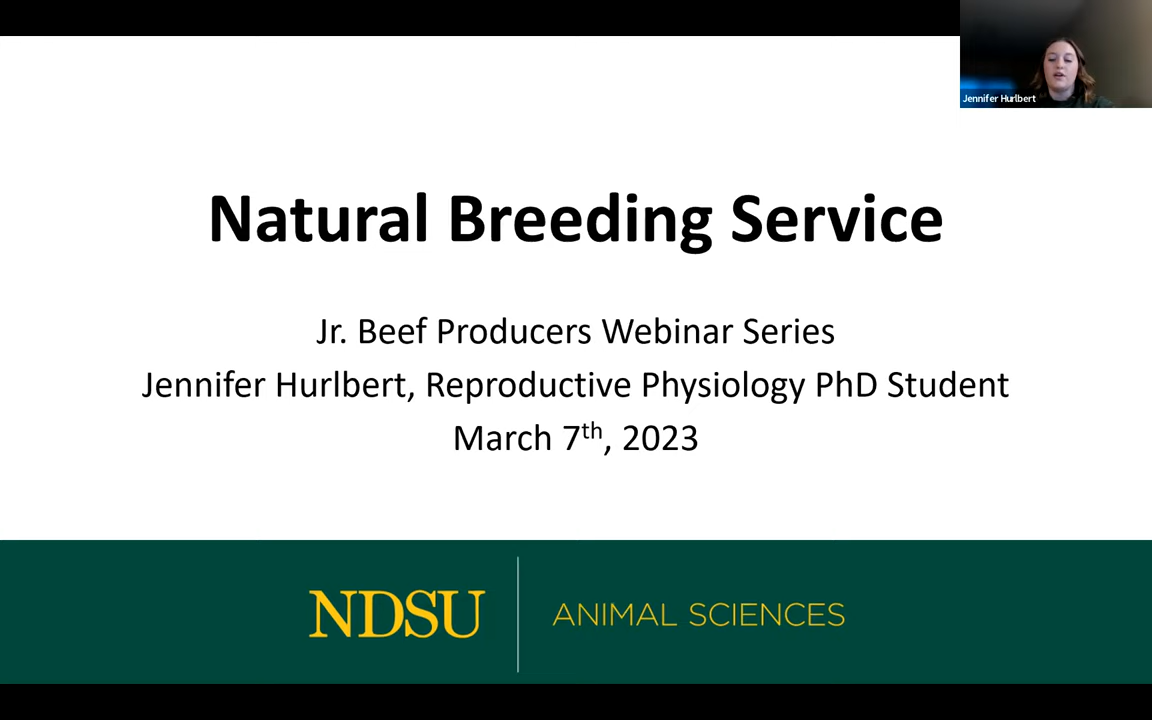 Jennifer Hurlbert
Natural Breeding Service
Jr. Beef Producers Webinar Series
Jennifer Hurlbert, Reproductive Physiology PhD Student
March 7th, 2023
NDSU
ANIMAL SCIENCES